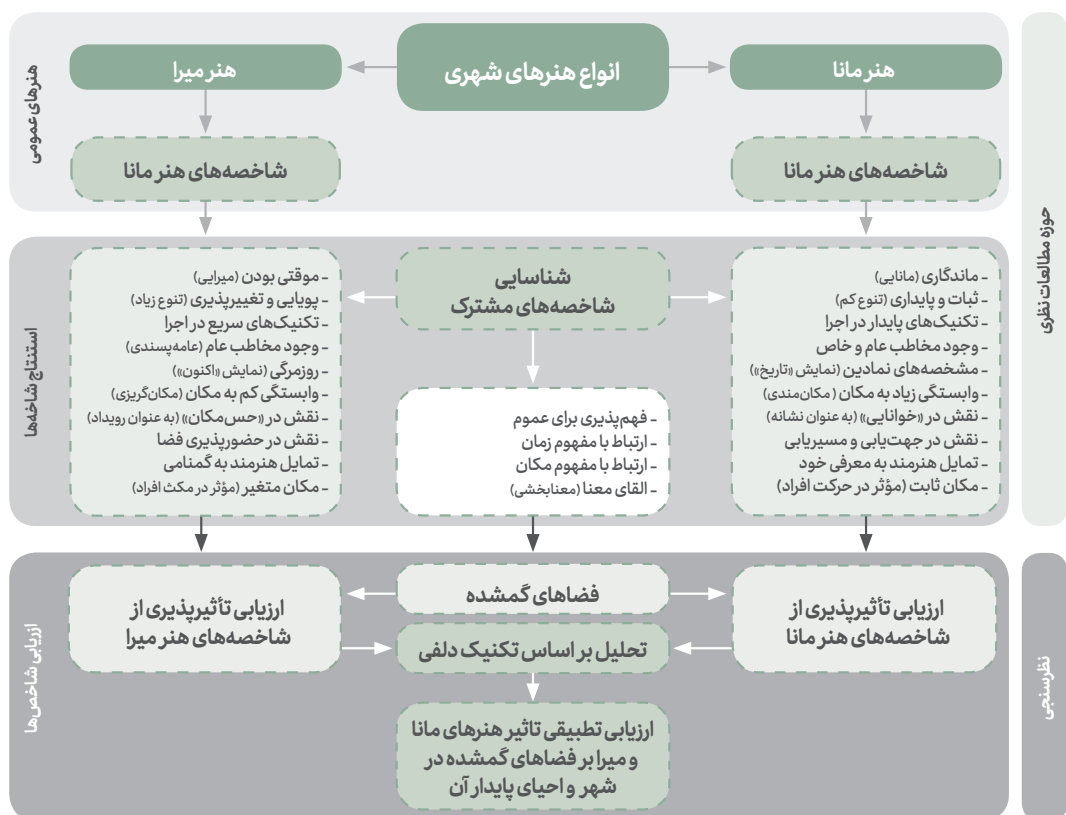 انواع هنرهای شهری
هنر مانا
هنر میرا
شاخصه‌های هنر مانا
شاخصه‌های هنر مانا
هنرهای عمومی
حوزه مطالعات نظری
شناسایی
شاخصه‌های مشترک
- ماندگاری (مانایی)
- ثبات و پایداری (تنوع کم)
- تکنیک‌های پایدار در اجرا
- وجود مخاطب عام و خاص
- مشخصه‌های نمادین (نمایش «تاریخ»)
- وابستگی زیاد به مکان ( مکان‌مندی)
- نقش در «خوانایی» (به عنوان نشانه)
- نقش در جهت‌یابی و مسیریابی
- تمایل هنرمند به معرفی خود
- مکان ثابت (مؤثر در حرکت افراد)
- فهم‌پذیری برای عموم
- ارتباط با مفهوم زمان
- ارتباط با مفهوم مکان
- القای معنا (معنابخشی)
- موقتی بودن (میرایی)
- پویایی و تغییرپذیری (تنوع زیاد)
- تکنیک‌های سریع در اجرا
- وجود مخاطب عام (عامه‌پسندی)
- روزمرگی (نمایش «اکنون»)
- وابستگی کم به مکان (مکان‌گریزی)
- نقش در «حس‌مکان» (به عنوان رویداد)
- نقش در حضورپذیری فضا
- تمایل هنرمند به گمنامی
- مکان متغیر (مؤثر در مکث افراد)
استنتاج شاخه‌ها
فضاهای گمشده
ارزیابی تأثیرپذیری از
شاخصه‌های هنر مانا
ارزیابی تأثیرپذیری از
شاخصه‌های هنر میرا
تحلیل بر اساس تکنیک دلفی
ارزیابی تطبیقی تاثیر هنرهای مانا
و میرا بر فضاهای گمشده در
شهر و احیای پایدار آن
ارزیابی شاخص‌ها
نظرسنجی